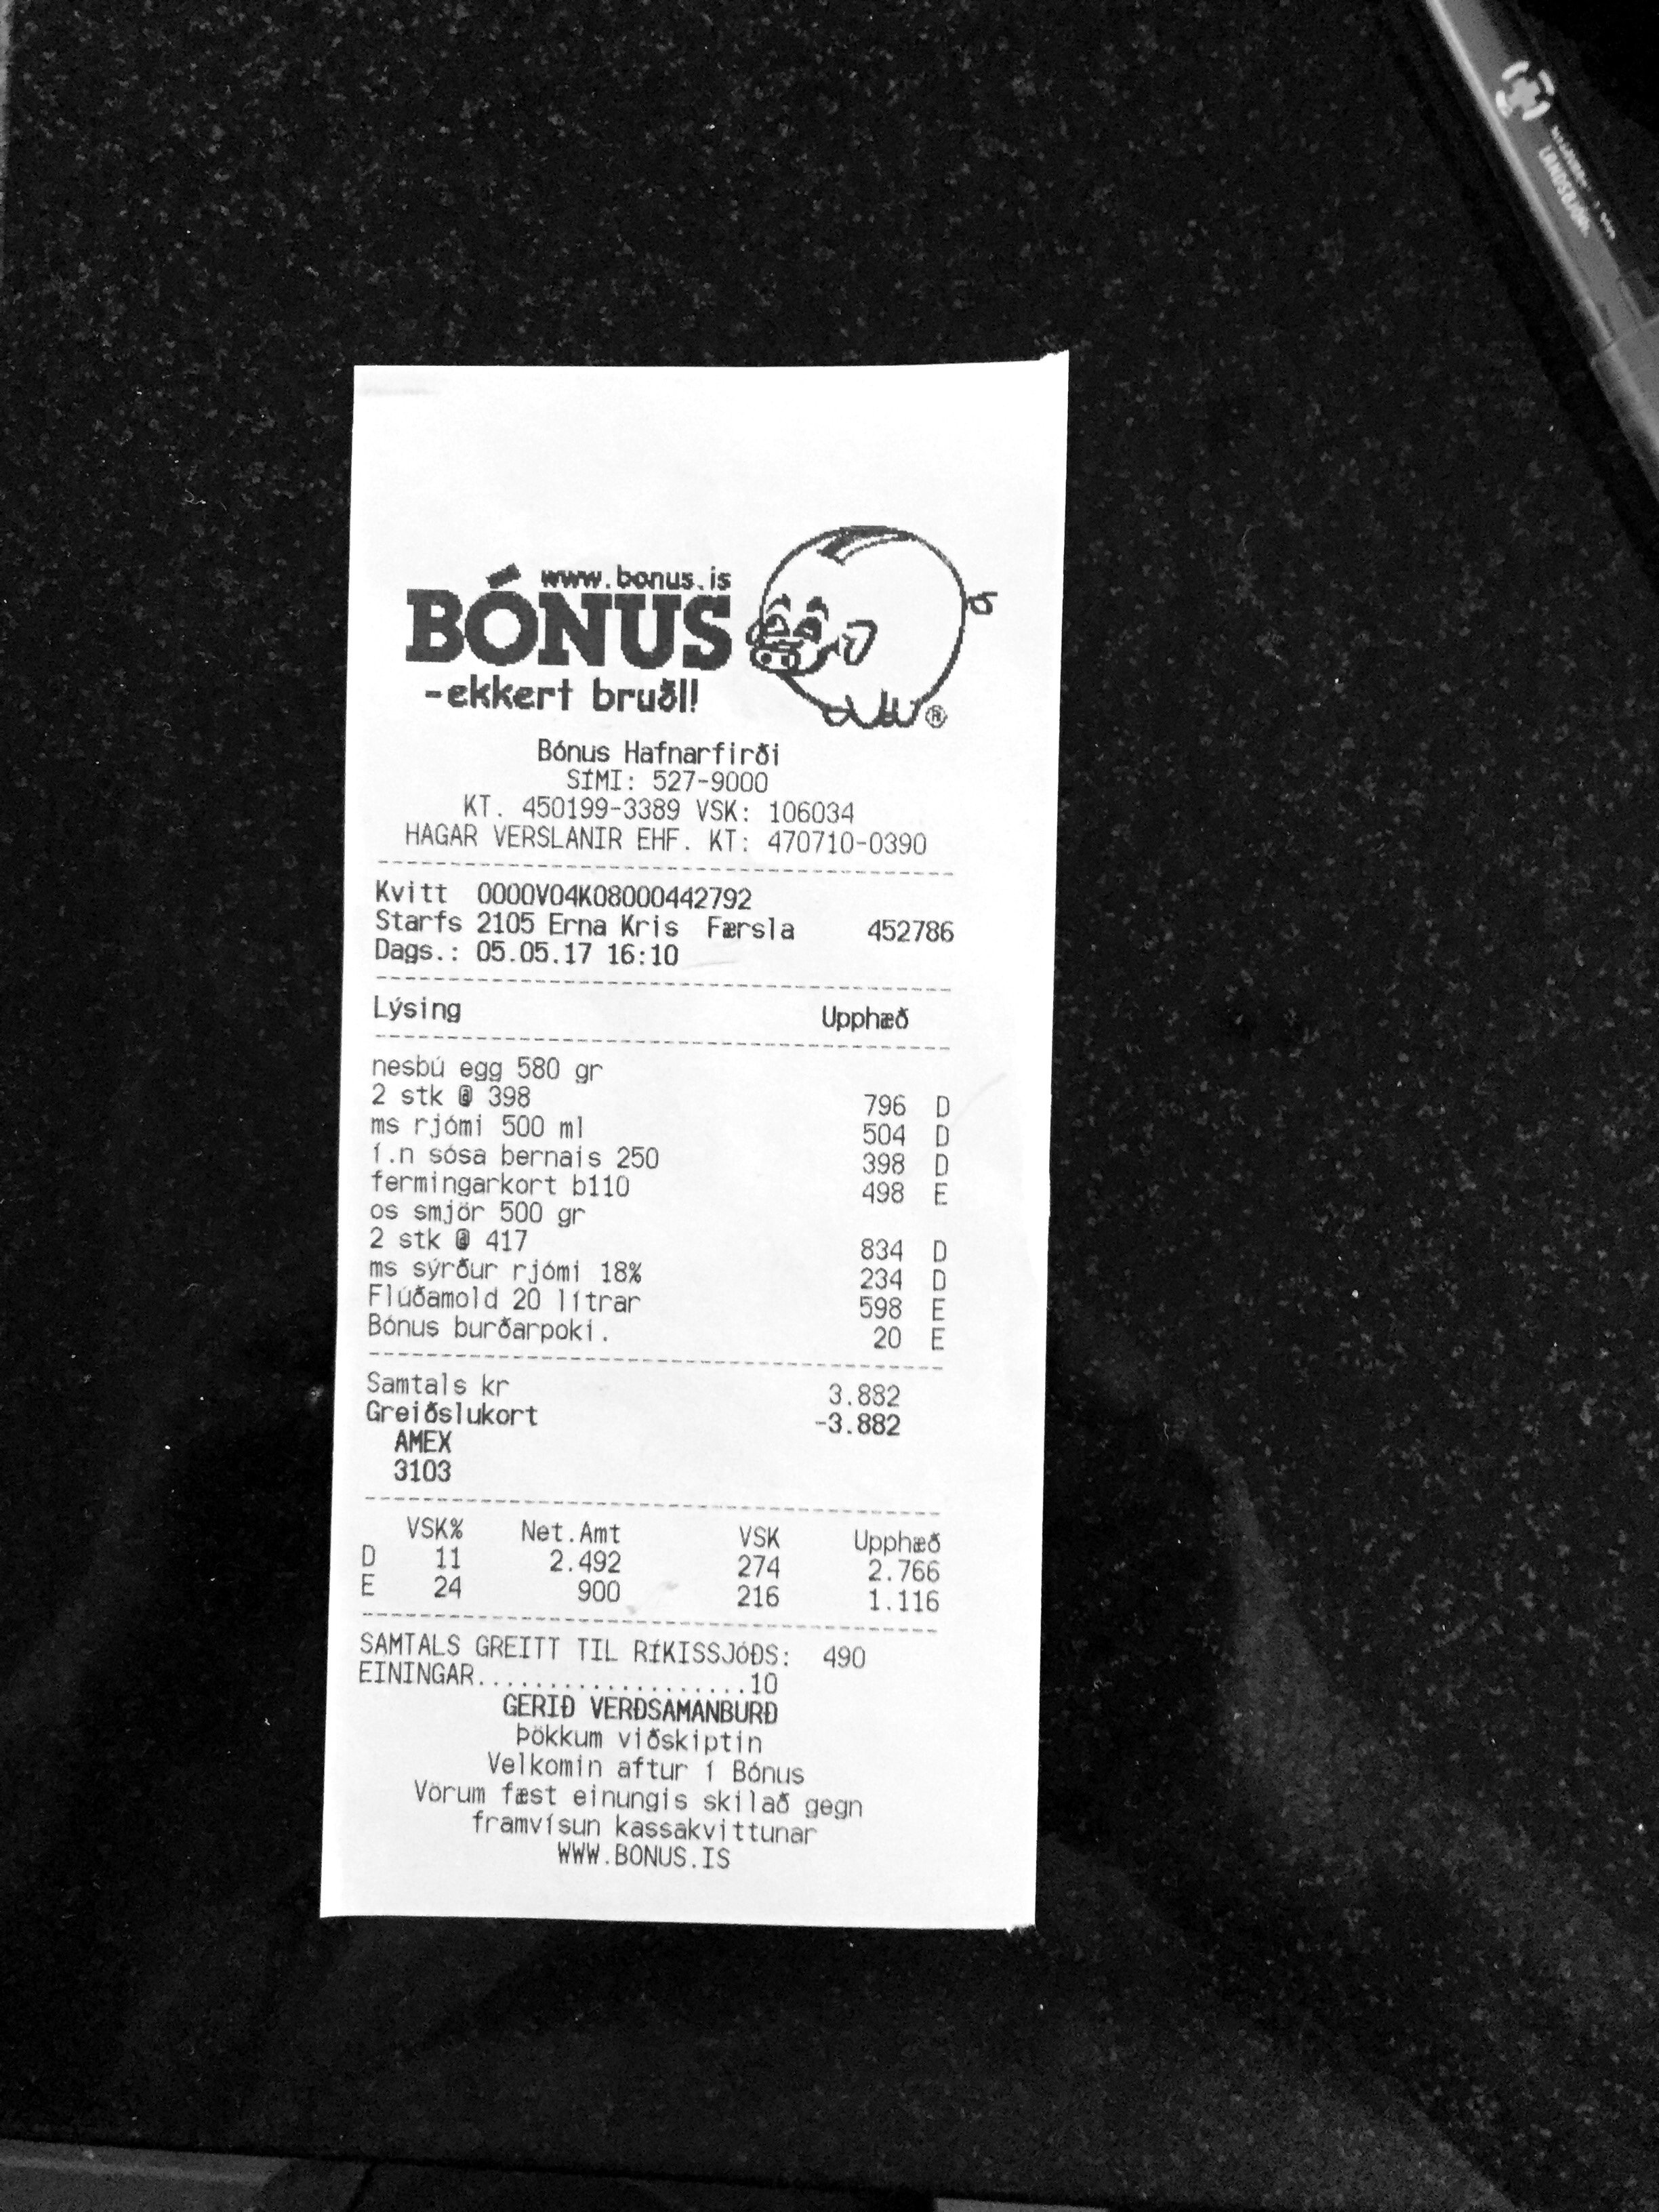 www.bonus.is
BÓNUS
-ekkert bruðl!
®
Bónus Hafnarfirði
SÍMI: 527-9000
KT. 450199-3389 VSK: 106034
HAGAR VERSLANIR EHF. KT: 470710-0390
Kvitt 0000V04K08000442792
Starfs 2105 Erna Kris Færsla 452786
Dags.: 05.05.17 16:10
Lýsing Upphæð
nesbú egg 580 gr
2 stk @ 398 796 D
ms rjómi 500 ml 504 D
í.n sósa bernais 250 398 D
fermingarkort b110 498 E
os smjör 500 gr
2 stk @ 417 834 D
ms sýrður rjómi 18% 234 D
Flúðamold 20 lítrar 598 E
Bónus burðarpoki. 20 E
Samtals kr 3.882
Greiðslukort -3.882
AMEX
3103
VSK% Net.Amt VSK Upphæð
D 11 2.492 274 2.766
E 24 900 216 1.116
SAMTALS GREITT TIL RÍKISSJÓÐS: 490
EININGAR...................10
GERIÐ VERÐSAMANBURÐ
Þökkum viðskiptin
Velkomin aftur í Bónus
Vörum fæst einungis skilað gegn
framvísun kassakvittunar
WWW.BONUS.IS